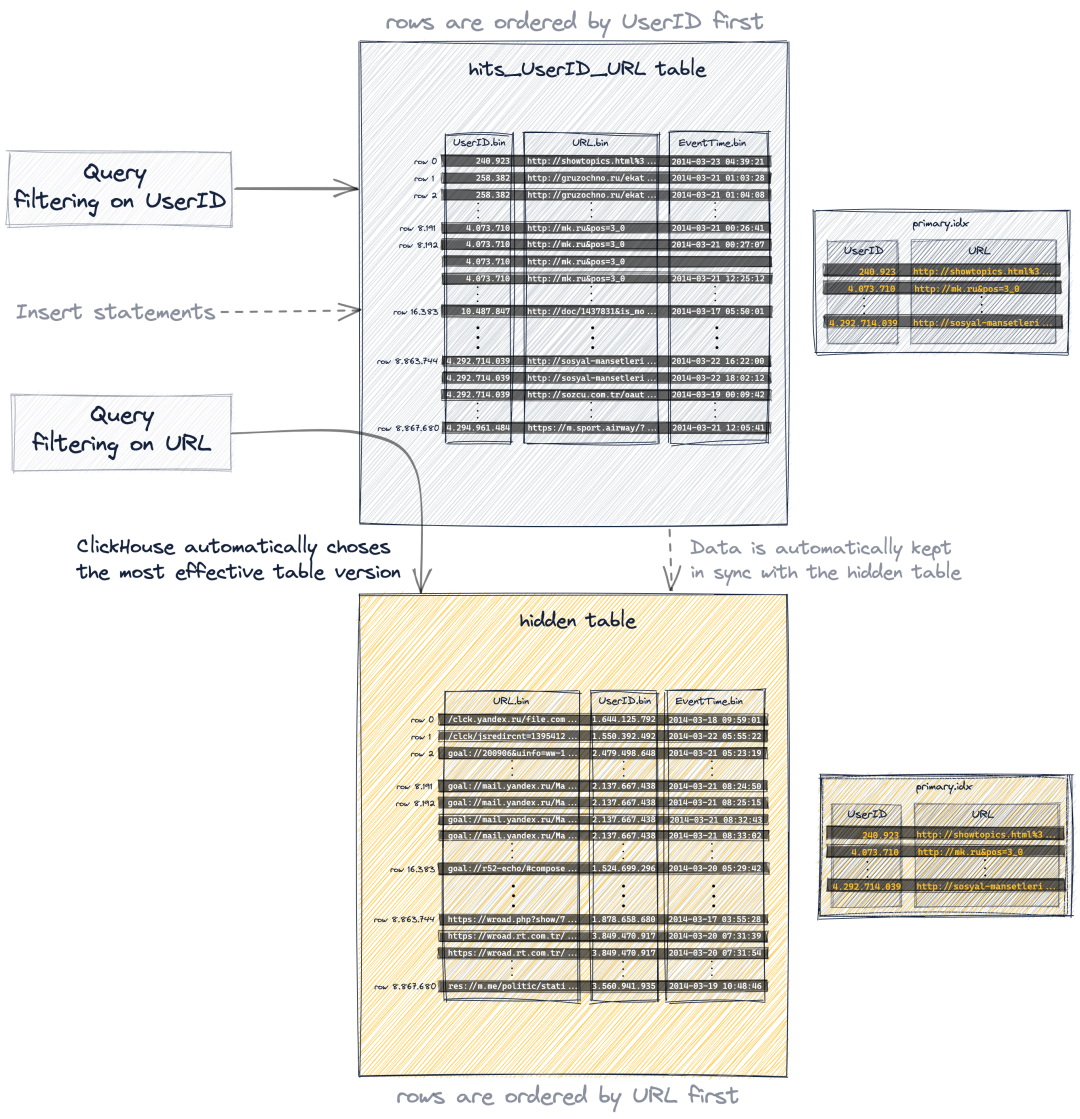 rows are ordered by UserID first
hits_UserID_URL table
UserID.bin URL.bin EventTime.bin
row 0 240.923 http://showtopics.html%3... 2014-03-23 04:39:21
row 1 258.382 http://gruzochno.ru/ekat... 2014-03-21 01:03:28
row 2 258.382 http://gruzochno.ru/ekat... 2014-03-21 01:04:08
row 8.191 4.073.710 http://mk.ru&pos=3_0 2014-03-21 00:26:41
row 8.192 4.073.710 http://mk.ru&pos=3_0 2014-03-21 00:27:07
4.073.710 http://mk.ru&pos=3_0
4.073.710 http://mk.ru&pos=3_0 2014-03-21 12:25:12
row 16.383 10.487.847 http://doc/1437831&is_mo... 2014-03-17 05:50:01
row 8.863.744 4.292.714.039 http://sosyal-mansetleri... 2014-03-22 16:22:00
4.292.714.039 http://sosyal-mansetleri... 2014-03-22 18:02:12
4.292.714.039 http://sozcu.com.tr/oaut... 2014-03-19 00:09:42
row 8.867.680 4.294.961.484 https://m.sport.airway/?... 2014-03-21 12:05:41
Query
filtering on UserID
Insert statements
Query
filtering on URL
primary.idx
UserID URL
240.923 http://showtopics.html%3...
4.073.710 http://mk.ru&pos=3_0
4.292.714.039 http://sosyal-mansetleri...
ClickHouse automatically choses
the most effective table version
Data is automatically kept
in sync with the hidden table
hidden table
URL.bin UserID.bin EventTime.bin
row 0 /clck.yandex.ru/file.com... 1.644.125.792 2014-03-18 09:59:01
row 1 /clck/jsredircnt=1395412... 1.550.392.492 2014-03-22 05:55:22
row 2 goal://200906&uinfo=ww-1... 2.479.498.648 2014-03-21 05:23:19
row 8.191 goal://mail.yandex.ru/Ma... 2.137.667.438 2014-03-21 08:24:50
row 8.192 goal://mail.yandex.ru/Ma... 2.137.667.438 2014-03-21 08:25:15
goal://mail.yandex.ru/Ma... 2.137.667.438 2014-03-21 08:32:43
goal://mail.yandex.ru/Ma... 2.137.667.438 2014-03-21 08:33:02
row 16.383 goal://r52-echo/#compose... 1.524.699.296 2014-03-20 05:29:42
row 8.863.744 https://wroad.php?show/7... 1.878.658.680 2014-03-17 03:55:28
https://wroad.rt.com.tr/... 3.849.470.917 2014-03-20 07:31:39
https://wroad.rt.com.tr/... 3.849.470.917 2014-03-20 07:31:54
row 8.867.680 res://m.me/politic/stati... 3.560.941.935 2014-03-19 10:48:46
primary.idx
UserID URL
240.923 http://showtopics.html%3...
4.073.710 http://mk.ru&pos=3_0
4.292.714.039 http://sosyal-mansetleri...
rows are ordered by URL first